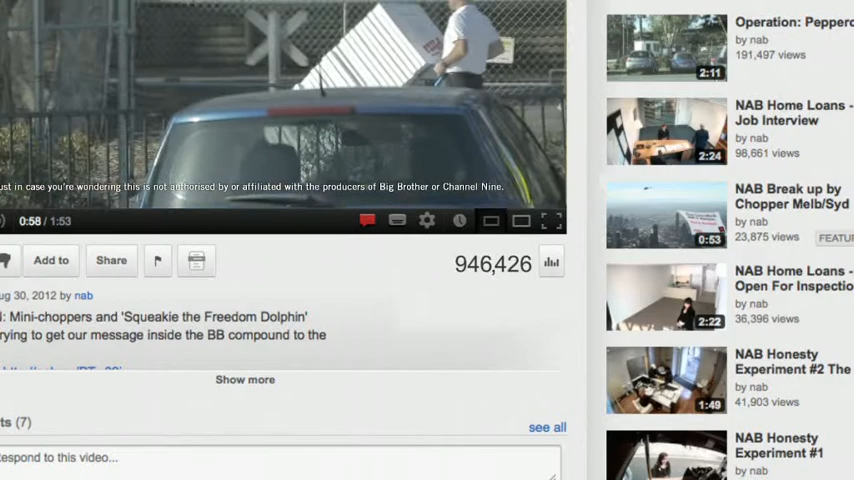 ust in case you're wondering this is not authorised by or affiliated with the producers of Big Brother or Channel Nine.
0:58 / 1:53
Add to
Share
946,426
ug 30, 2012 by nab
: Mini-choppers and 'Squeakie the Freedom Dolphin'
rying to get our message inside the BB compound to the
Show more
ts (7)
see all
espond to this video...
Operation: Pepperc
by nab
191,497 views
2:11
NAB Home Loans -
Job Interview
by nab
98,661 views
2:24
NAB Break up by
Chopper Melb/Syd
by nab
23,875 views
FEATU
0:53
NAB Home Loans -
Open For Inspectio
by nab
36,396 views
2:22
NAB Honesty
Experiment #2 The
by nab
41,903 views
1:49
NAB Honesty
Experiment #1
by nab